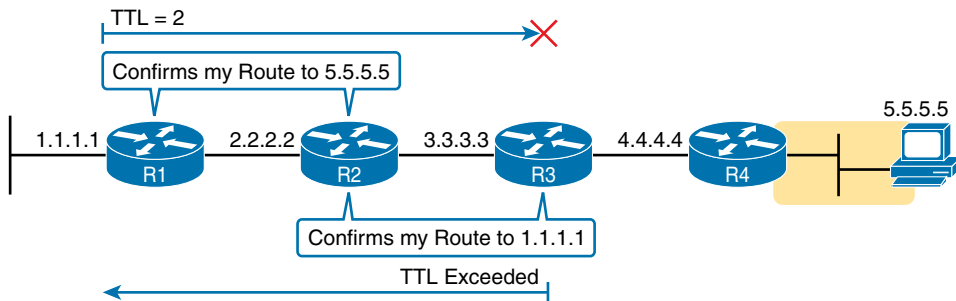 TTL = 2
Confirms my Route to 5.5.5.5
5.5.5.5
1.1.1.1
2.2.2.2
3.3.3.3
4.4.4.4
R1
R2
R3
R4
Confirms my Route to 1.1.1.1
TTL Exceeded